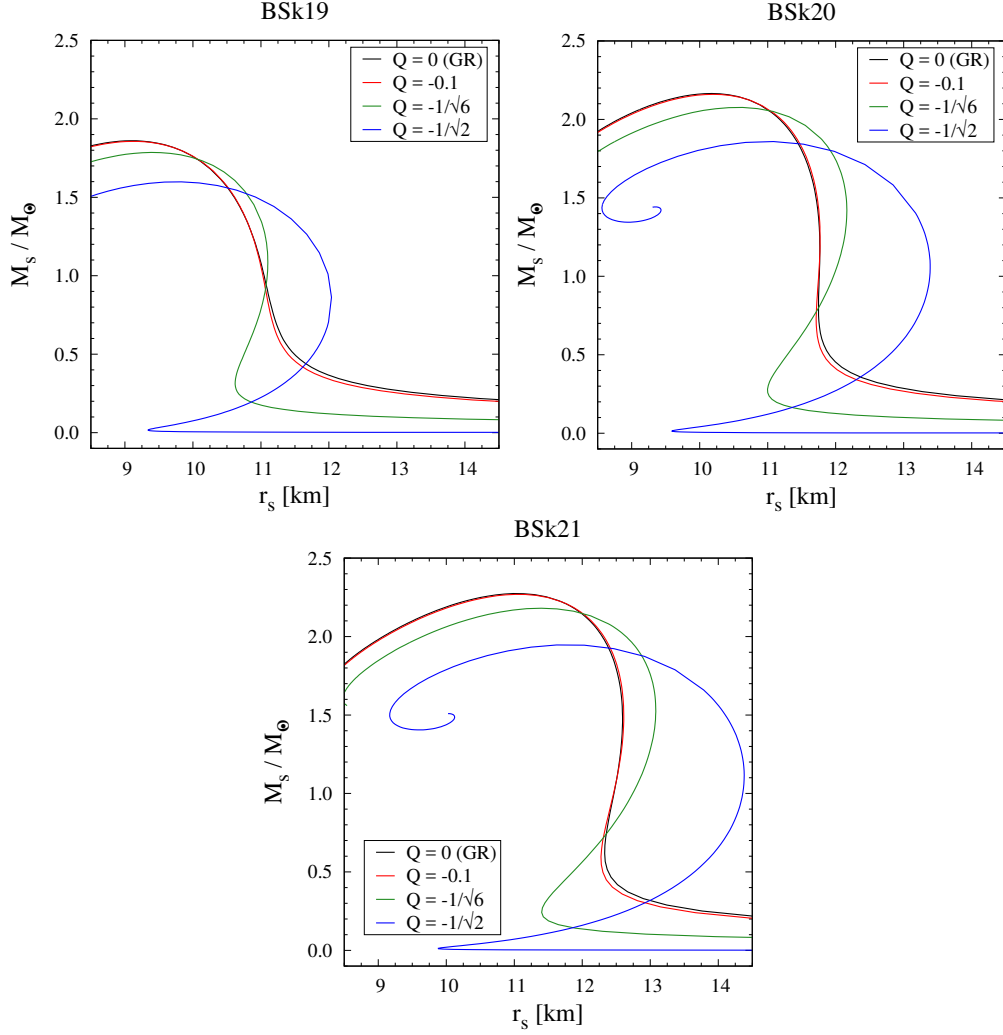 BSk19
2.5
2.0
1.5
1.0
0.5
0.0
M_s / M_⊙
9 10 11 12 13 14
r_s [km]
Q = 0 (GR)
Q = -0.1
Q = -1/√6
Q = -1/√2
BSk20
2.5
2.0
1.5
1.0
0.5
0.0
M_s / M_⊙
9 10 11 12 13 14
r_s [km]
Q = 0 (GR)
Q = -0.1
Q = -1/√6
Q = -1/√2
BSk21
2.5
2.0
1.5
1.0
0.5
0.0
M_s / M_⊙
9 10 11 12 13 14
r_s [km]
Q = 0 (GR)
Q = -0.1
Q = -1/√6
Q = -1/√2